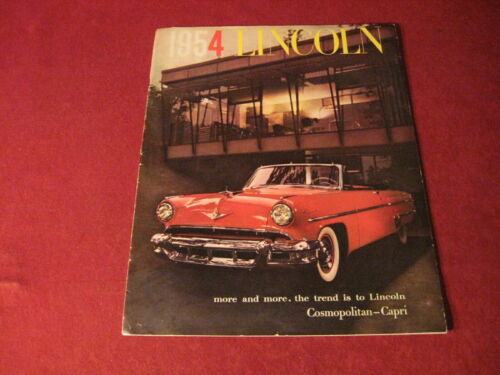 1954 LINCOLN
more and more, the trend is to Lincoln
Cosmopolitan–Capri